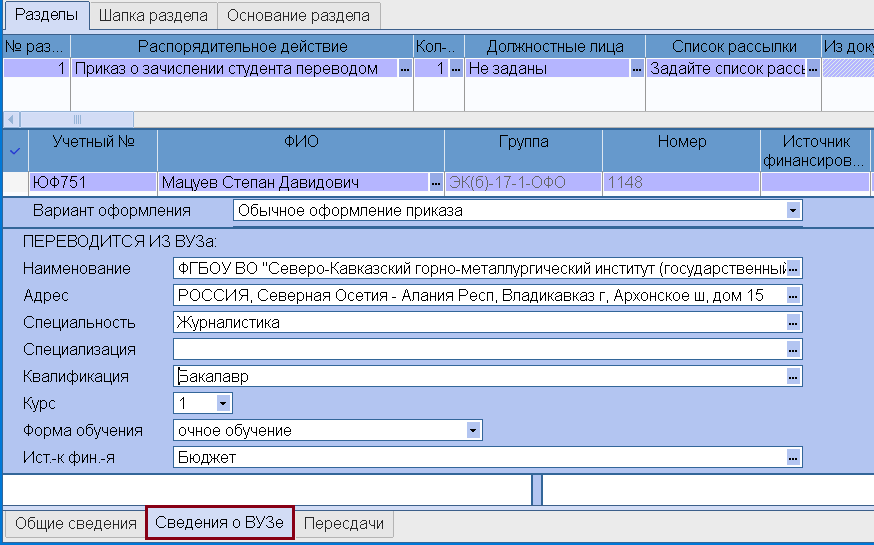 Разделы Шапка раздела Основание раздела
№ раз... Распорядительное действие Кол-... Должностные лица Список рассылки Из доку
1 Приказ о зачислении студента переводом ... 1 ... Не заданы ... Задайте список рассы ...
Учетный № ФИО Группа Номер Источник финансиров...
ЮФ751 Мацуев Степан Давидович ... ЭК(б)-17-1-ОФО 1148
Вариант оформления Обычное оформление приказа
ПЕРЕВОДИТСЯ ИЗ ВУЗа:
Наименование ФГБОУ ВО "Северо-Кавказский горно-металлургический институт (государственный ...
Адрес РОССИЯ, Северная Осетия - Алания Респ, Владикавказ г, Архонское ш, дом 15 ...
Специальность Журналистика ...
Специализация ...
Квалификация Бакалавр ...
Курс 1
Форма обучения очное обучение
Ист.-к фин.-я Бюджет ...
Общие сведения Сведения о ВУЗе Пересдачи